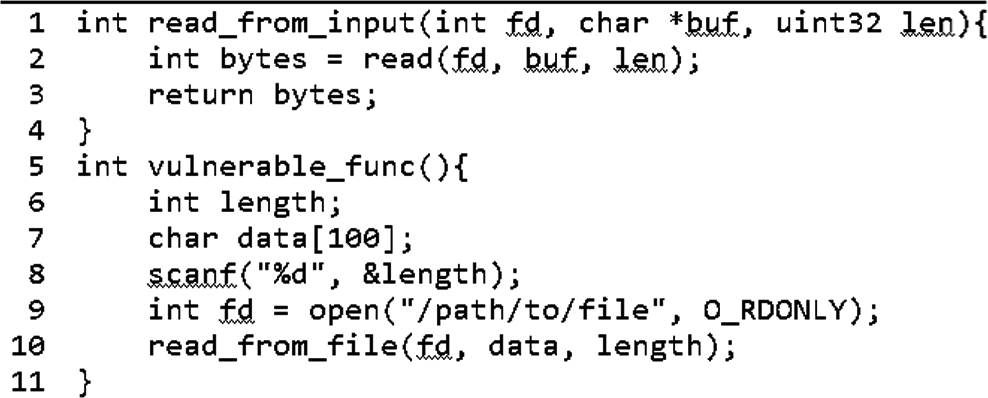 1 int read_from_input(int fd, char *buf, uint32 len){
2     int bytes = read(fd, buf, len);
3     return bytes;
4 }
5 int vulnerable_func(){
6     int length;
7     char data[100];
8     scanf("%d", &length);
9     int fd = open("/path/to/file", O_RDONLY);
10     read_from_file(fd, data, length);
11 }